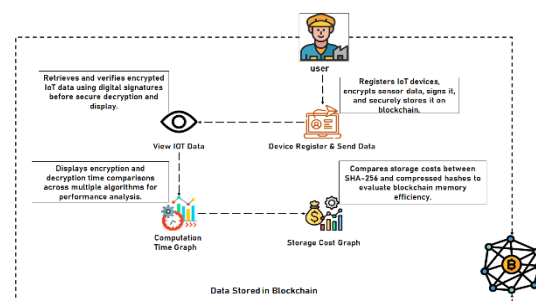 user
Retrieves and verifies encrypted
IoT data using digital signatures
before secure decryption and
display.
Registers IoT devices,
encrypts sensor data, signs it,
and securely stores it on
blockchain.
View IOT Data
Device Register & Send Data
Displays encryption and
decryption time comparisons
across multiple algorithms for
performance analysis.
Compares storage costs between
SHA-256 and compressed hashes to
evaluate blockchain memory
efficiency.
Computation
Time Graph
Storage Cost Graph
Data Stored in Blockchain